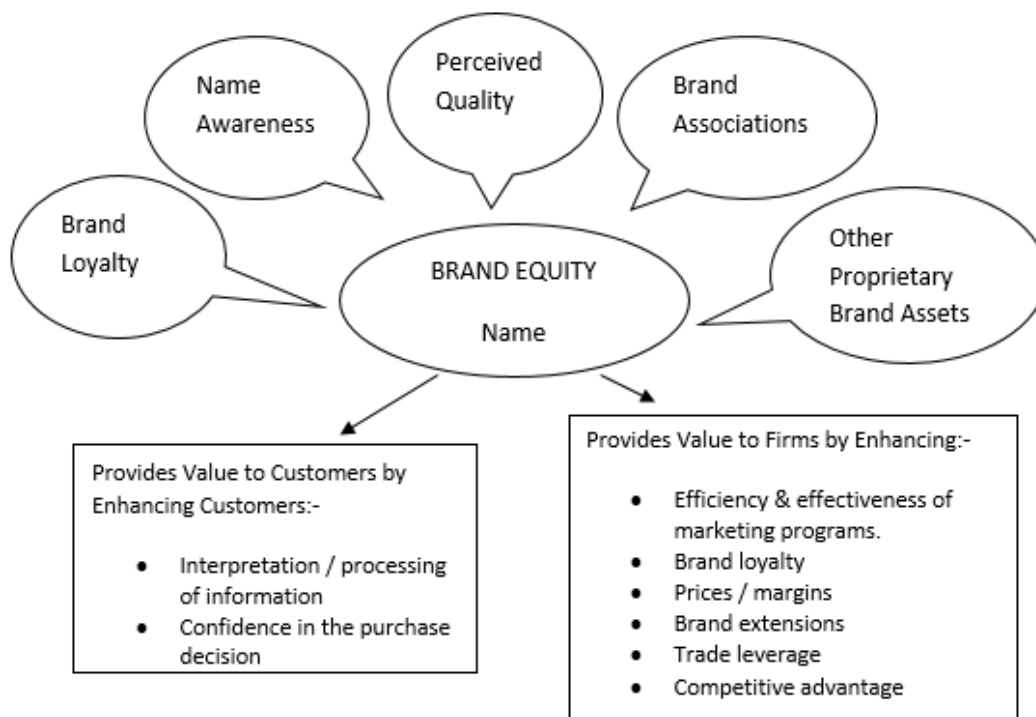 Perceived
Quality
Name
Awareness
Brand
Associations
Brand
Loyalty
Other
Proprietary
Brand Assets
BRAND EQUITY
Name
Provides Value to Customers by
Enhancing Customers:-
• Interpretation / processing
of information
• Confidence in the purchase
decision
Provides Value to Firms by Enhancing:-
• Efficiency & effectiveness of
marketing programs.
• Brand loyalty
• Prices / margins
• Brand extensions
• Trade leverage
• Competitive advantage